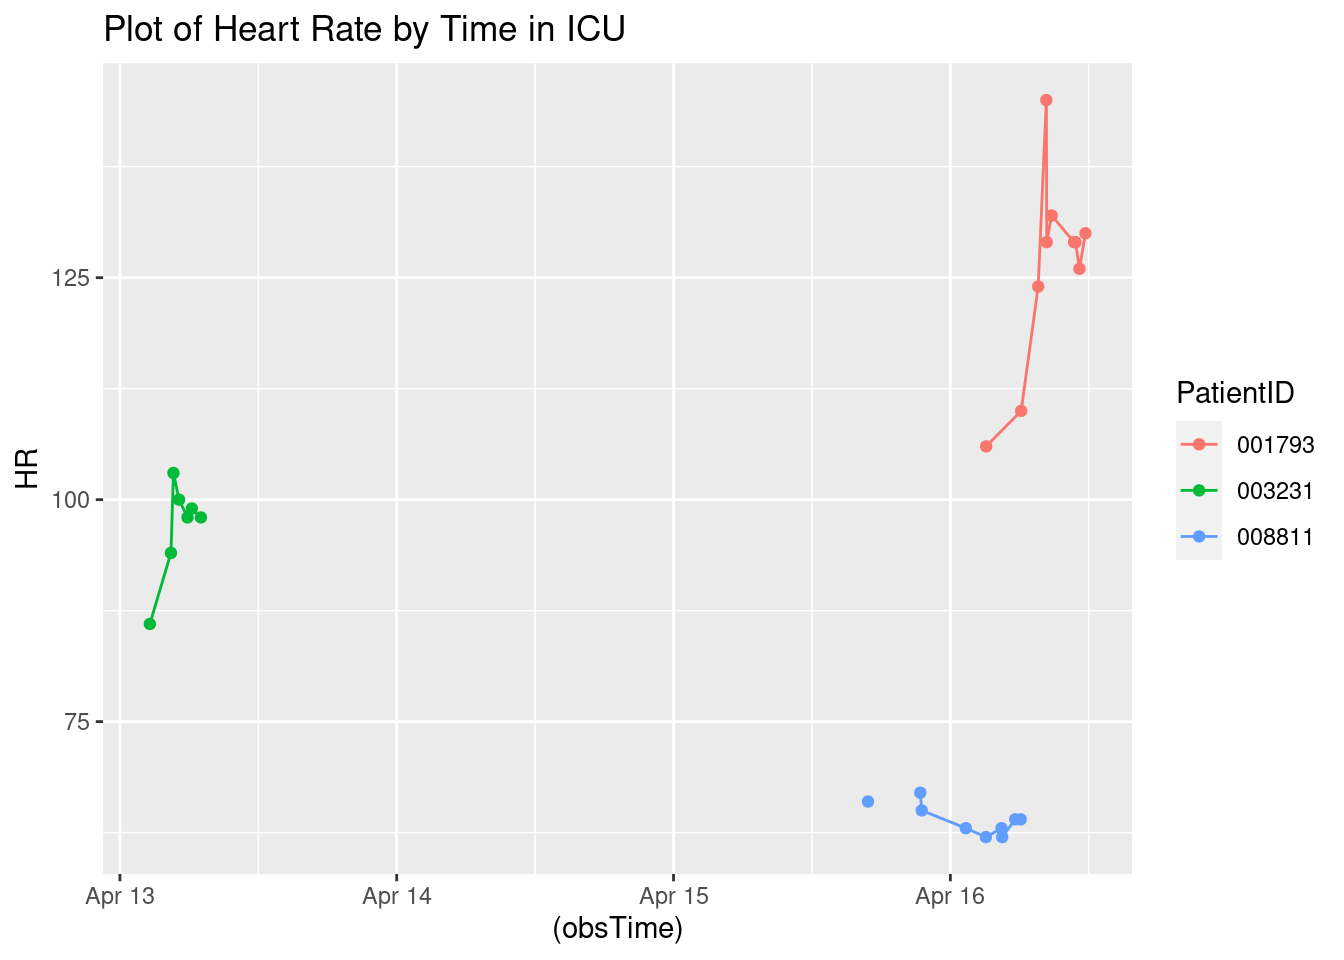 Plot of Heart Rate by Time in ICU
HR
125
100
75
Apr 13
Apr 14
Apr 15
Apr 16
(obsTime)
PatientID
001793
003231
008811